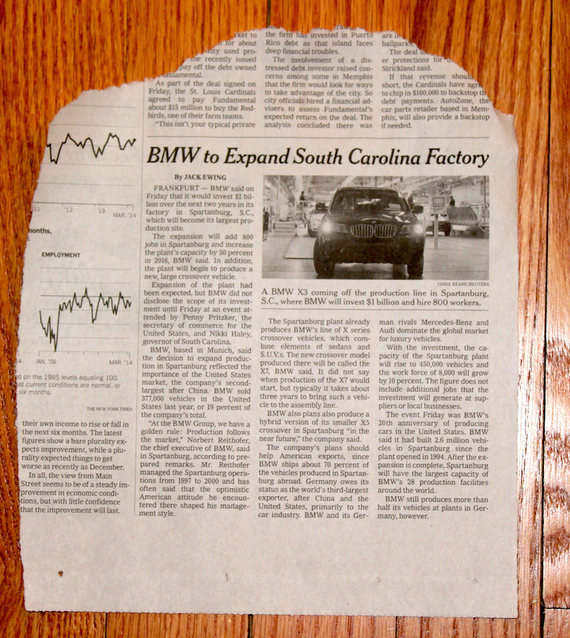 to
for about
used pro-
recently issued
pay off the debt owned
As part of the deal signed on
Friday, the St. Louis Cardinals
agreed to pay Fundamental
about $15 million to buy the Red-
birds, one of their farm teams.
“This isn’t your typical private
the firm has invested in Puerto
Rico debt as that island faces
deep financial troubles.
The involvement of a dis-
tressed debt investor raised con-
cerns among some in Memphis
that the firm would look for ways
to take advantage of the city. So
city officials hired a financial ad-
visers to assess Fundamental’s
expected return on the deal. The
analysis concluded there was
are
ballpark,
The deal
er protections for
Strickland said.
If that revenue should
short, the Cardinals have agreed
to chip in $100,000 to backstop the
debt payments. AutoZone, the
car parts retailer based in Mem-
phis, will also provide a backstop
if needed.
’12
’13
MAR. ’14
months,
EMPLOYMENT
JAN. ’08
MAR. ’14
on the 1985 levels equaling 100.
that current conditions are normal, or
six months.
THE NEW YORK TIMES
their own income to rise or fall in
the next six months. The latest
figures show a bare plurality ex-
pects improvement, while a plu-
rality expected things to get
worse as recently as December.
In all, the view from Main
Street seems to be of a steady im-
provement in economic condi-
tions, but with little confidence
that the improvement will last.
BMW to Expand South Carolina Factory
By JACK EWING
FRANKFURT — BMW said on
Friday that it would invest $1 bil-
lion over the next two years in its
factory in Spartanburg, S.C.,
which will become its largest pro-
duction site.
The expansion will add 800
jobs in Spartanburg and increase
the plant’s capacity by 50 percent
in 2016, BMW said. In addition,
the plant will begin to produce a
new, large crossover vehicle.
Expansion of the plant had
been expected, but BMW did not
disclose the scope of its invest-
ment until Friday at an event at-
tended by Penny Pritzker, the
secretary of commerce for the
United States, and Nikki Haley,
governor of South Carolina.
BMW, based in Munich, said
the decision to expand produc-
tion in Spartanburg reflected the
importance of the United States
market, the company’s second-
largest after China. BMW sold
377,000 vehicles in the United
States last year, or 19 percent of
the company’s total.
“At the BMW Group, we have a
golden rule: Production follows
the market,” Norbert Reithofer,
the chief executive of BMW, said
in Spartanburg, according to pre-
pared remarks. Mr. Reithofer
managed the Spartanburg opera-
tions from 1997 to 2000 and has
often said that the optimistic
American attitude he encoun-
tered there shaped his manage-
ment style.
CHRIS KEANE/REUTERS
A BMW X3 coming off the production line in Spartanburg,
S.C., where BMW will invest $1 billion and hire 800 workers.
The Spartanburg plant already
produces BMW’s line of X series
crossover vehicles, which com-
bine elements of sedans and
S.U.V.s. The new crossover model
produced there will be called the
X7, BMW said. It did not say
when production of the X7 would
start, but typically it takes about
three years to bring such a vehi-
cle to the assembly line.
BMW also plans also produce a
hybrid version of its smaller X5
crossover in Spartanburg “in the
near future,” the company said.
The company’s plans should
help American exports, since
BMW ships about 70 percent of
the vehicles produced in Spartan-
burg abroad. Germany owes its
status as the world’s third-largest
exporter, after China and the
United States, primarily to the
car industry. BMW and its Ger-
man rivals Mercedes-Benz and
Audi dominate the global market
for luxury vehicles.
With the investment, the ca-
pacity of the Spartanburg plant
will rise to 450,000 vehicles and
the work force of 8,000 will grow
by 10 percent. The figure does not
include additional jobs that the
investment will generate at sup-
pliers or local businesses.
The event Friday was BMW’s
20th anniversary of producing
cars in the United States. BMW
said it had built 2.6 million vehi-
cles in Spartanburg since the
plant opened in 1994. After the ex-
pansion is complete, Spartanburg
will have the largest capacity of
BMW’s 28 production facilities
around the world.
BMW still produces more than
half its vehicles at plants in Ger-
many, however.